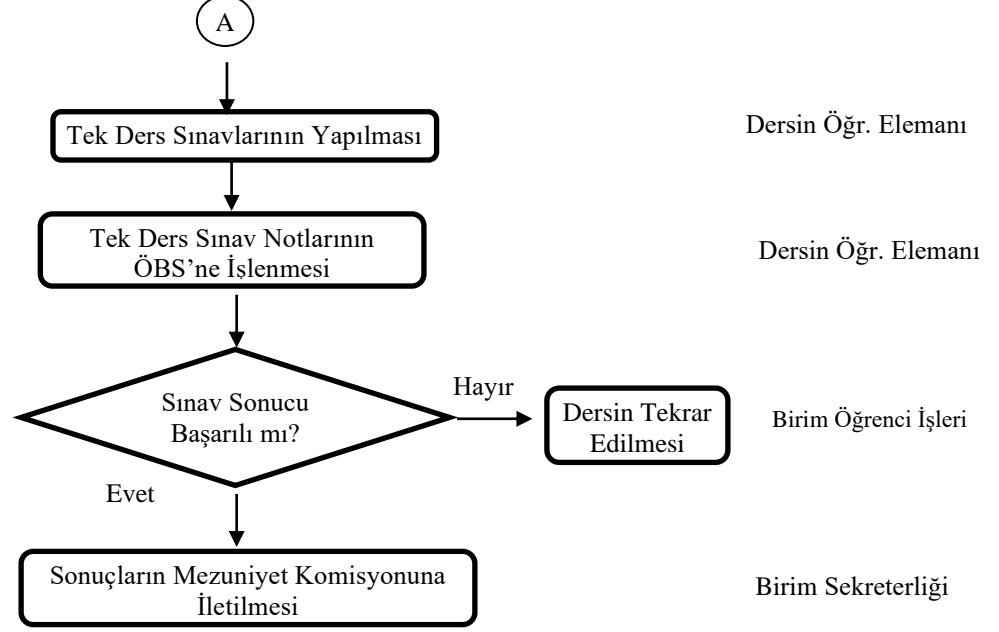 A
Tek Ders Sınavlarının Yapılması
Dersin Öğr. Elemanı
Tek Ders Sınav Notlarının
ÖBS’ne İşlenmesi
Dersin Öğr. Elemanı
Sınav Sonucu
Başarılı mı?
Hayır
Dersin Tekrar
Edilmesi
Birim Öğrenci İşleri
Evet
Sonuçların Mezuniyet Komisyonuna
İletilmesi
Birim Sekreterliği